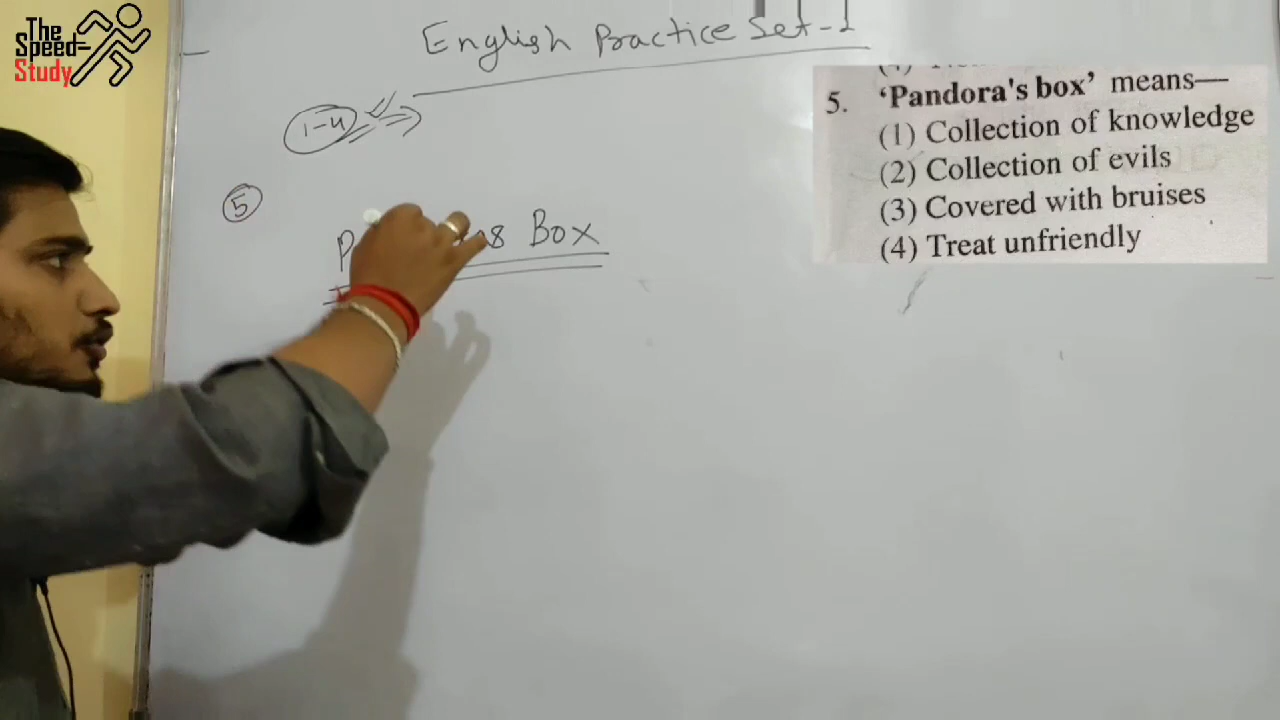 The
Speed
Study
English Practice Set-1
1-4
5
Box
5. 'Pandora's box' means—
(1) Collection of knowledge
(2) Collection of evils
(3) Covered with bruises
(4) Treat unfriendly